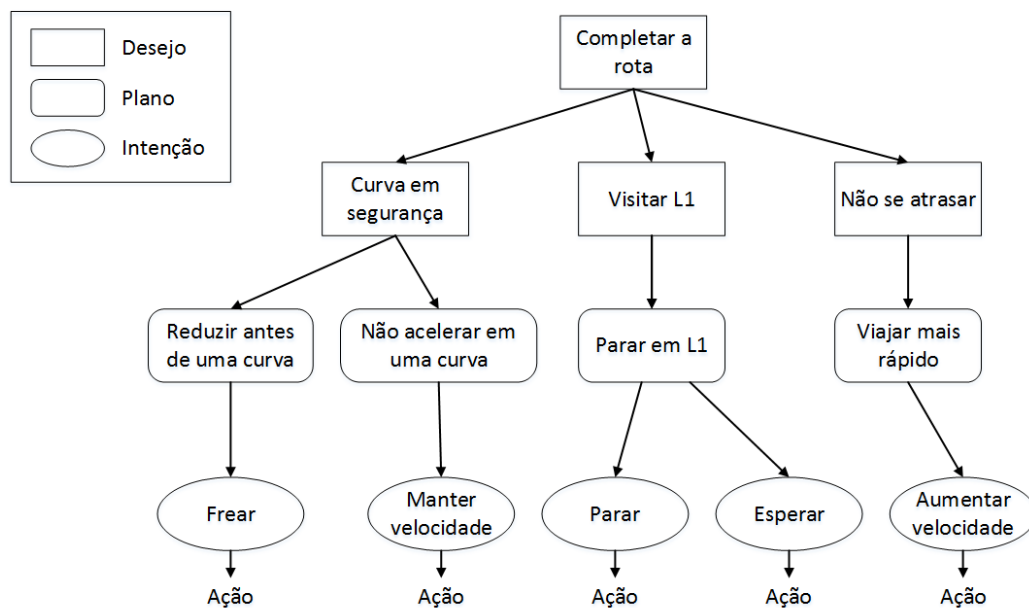 Desejo
Plano
Intenção
Completar a
rota
Curva em
segurança
Visitar L1
Não se atrasar
Reduzir antes
de uma curva
Não acelerar em
uma curva
Parar em L1
Viajar mais
rápido
Frear
Manter
velocidade
Parar
Esperar
Aumentar
velocidade
Ação
Ação
Ação
Ação
Ação